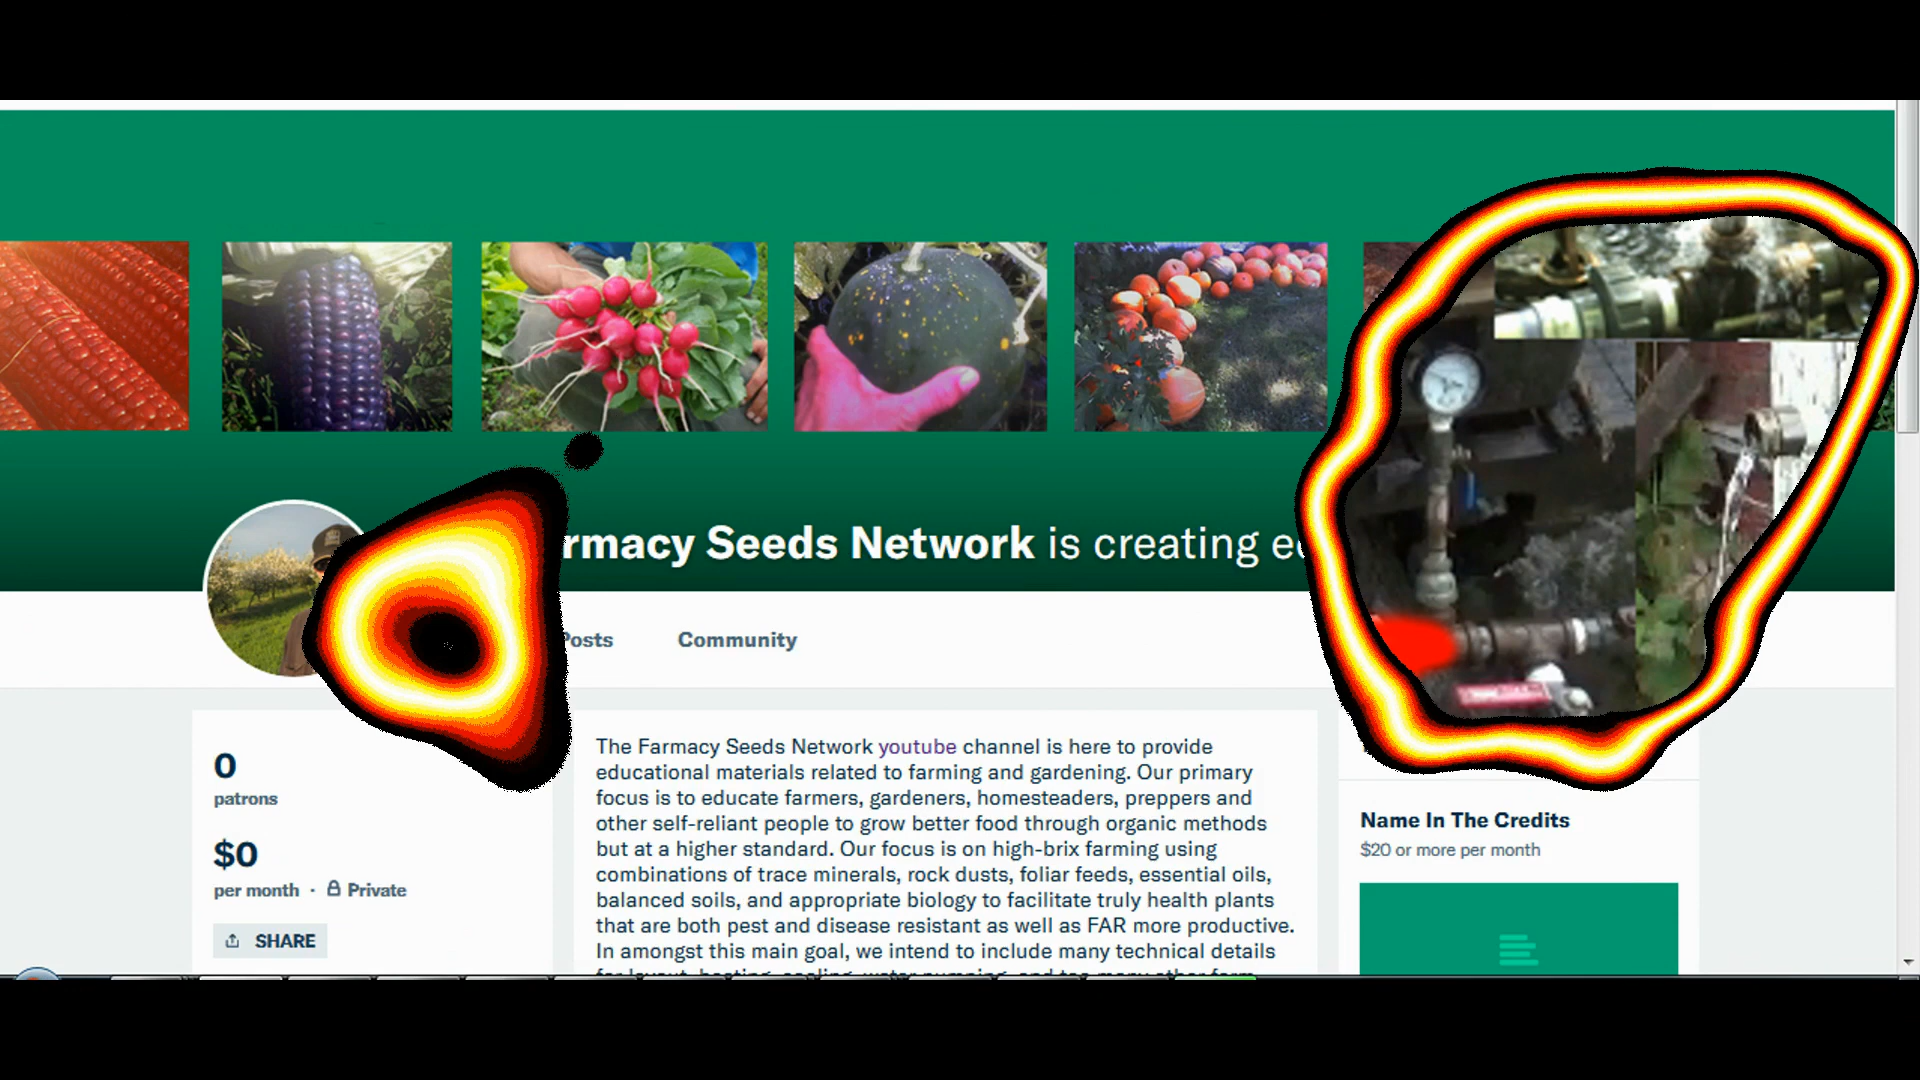 rmacy Seeds Network is creating
Posts
Community
0
patrons
$0
per month · Private
SHARE
The Farmacy Seeds Network youtube channel is here to provide
educational materials related to farming and gardening. Our primary
focus is to educate farmers, gardeners, homesteaders, preppers and
other self-reliant people to grow better food through organic methods
but at a higher standard. Our focus is on high-brix farming using
combinations of trace minerals, rock dusts, foliar feeds, essential oils,
balanced soils, and appropriate biology to facilitate truly health plants
that are both pest and disease resistant as well as FAR more productive.
In amongst this main goal, we intend to include many technical details
Name In The Credits
$20 or more per month